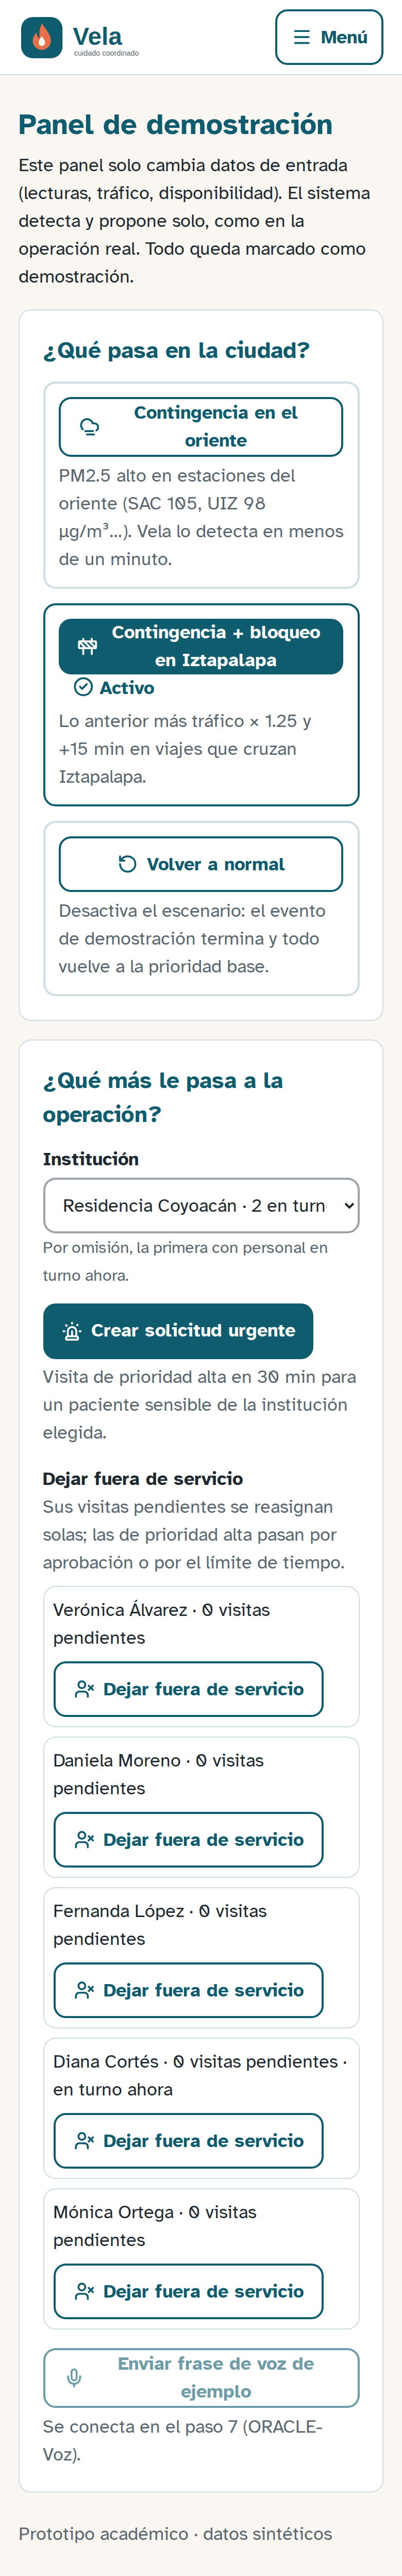 Vela
cuidado coordinado
Menú
Panel de demostración
Este panel solo cambia datos de entrada
(lecturas, tráfico, disponibilidad). El sistema
detecta y propone solo, como en la
operación real. Todo queda marcado como
demostración.
¿Qué pasa en la ciudad?
Contingencia en el
oriente
PM2.5 alto en estaciones del
oriente (SAC 105, UIZ 98
µg/m³…). Vela lo detecta en menos
de un minuto.
Contingencia + bloqueo
en Iztapalapa
Activo
Lo anterior más tráfico × 1.25 y
+15 min en viajes que cruzan
Iztapalapa.
Volver a normal
Desactiva el escenario: el evento
de demostración termina y todo
vuelve a la prioridad base.
¿Qué más le pasa a la
operación?
Institución
Residencia Coyoacán · 2 en turn
Por omisión, la primera con personal en
turno ahora.
Crear solicitud urgente
Visita de prioridad alta en 30 min para
un paciente sensible de la institución
elegida.
Dejar fuera de servicio
Sus visitas pendientes se reasignan
solas; las de prioridad alta pasan por
aprobación o por el límite de tiempo.
Verónica Álvarez · 0 visitas
pendientes
Dejar fuera de servicio
Daniela Moreno · 0 visitas
pendientes
Dejar fuera de servicio
Fernanda López · 0 visitas
pendientes
Dejar fuera de servicio
Diana Cortés · 0 visitas pendientes ·
en turno ahora
Dejar fuera de servicio
Mónica Ortega · 0 visitas
pendientes
Dejar fuera de servicio
Enviar frase de voz de
ejemplo
Se conecta en el paso 7 (ORACLE-
Voz).
Prototipo académico · datos sintéticos